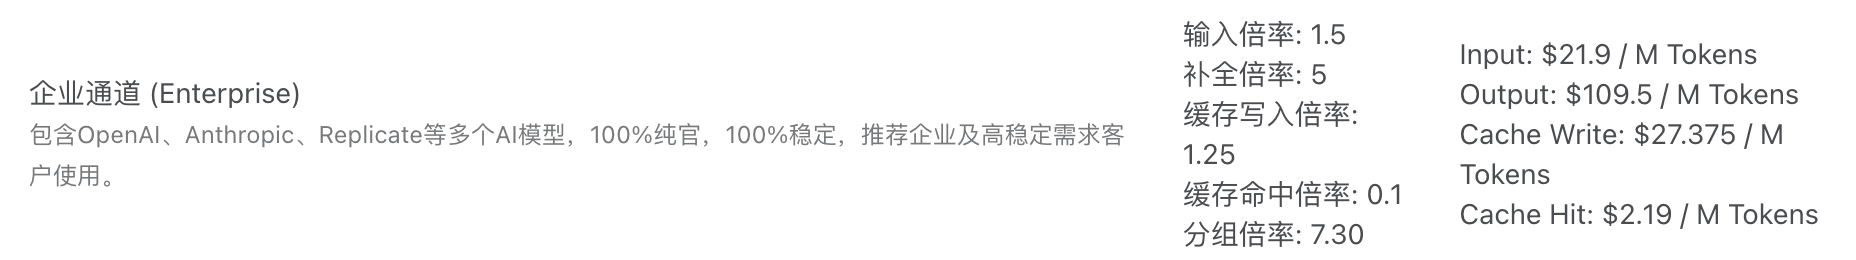 企业通道 (Enterprise)
包含OpenAI、Anthropic、Replicate等多个AI模型，100%纯官，100%稳定，推荐企业及高稳定需求客
户使用。
输入倍率: 1.5
补全倍率: 5
缓存写入倍率:
1.25
缓存命中倍率: 0.1
分组倍率: 7.30
Input: $21.9 / M Tokens
Output: $109.5 / M Tokens
Cache Write: $27.375 / M
Tokens
Cache Hit: $2.19 / M Tokens